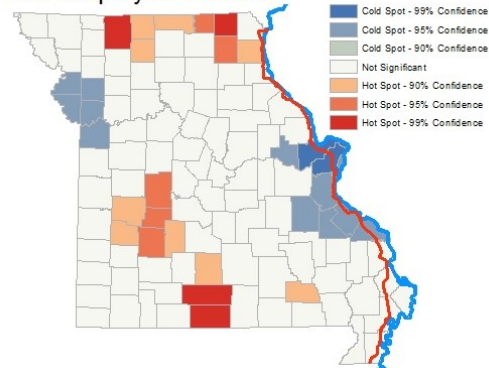 Cold Spot - 99% Confidence
Cold Spot - 95% Confidence
Cold Spot - 90% Confidence
Not Significant
Hot Spot - 90% Confidence
Hot Spot - 95% Confidence
Hot Spot - 99% Confidence